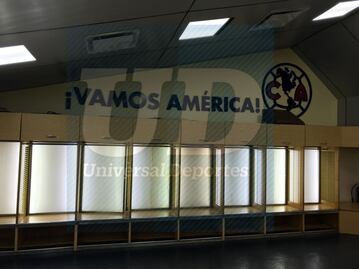 ¡VAMOS AMÉRICA!
CA
UD
Universal Deportes